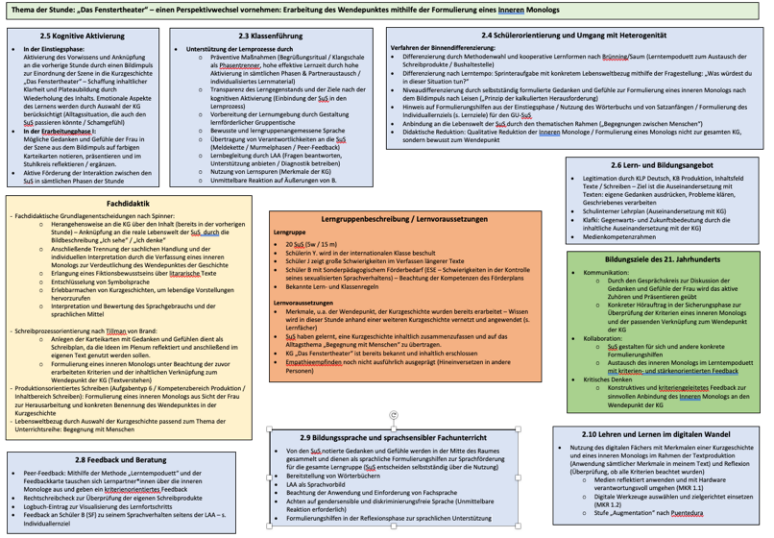 Thema der Stunde: „Das Fenstertheater“ – einen Perspektivwechsel vornehmen: Erarbeitung des Wendepunktes mithilfe der Formulierung eines Inneren Monologs
2.5 Kognitive Aktivierung
• In der Einstiegsphase:
Aktivierung des Vorwissens und Anknüpfung
an die vorherige Stunde durch einen Bildimpuls
zur Einordnung der Szene in die Kurzgeschichte
„Das Fenstertheater“ – Schaffung inhaltlicher
Klarheit und Plateaubildung durch
Wiederholung des Inhalts. Emotionale Aspekte
des Lernens werden durch Auswahl der KG
berücksichtigt (Alltagssituation, die auch den
SuS passieren könnte / Schamgefühl)
• In der Erarbeitungsphase I:
Mögliche Gedanken und Gefühle der Frau in
der Szene aus dem Bildimpuls auf farbigen
Karteikarten notieren, präsentieren und im
Stuhlkreis reflektieren / ergänzen.
• Aktive Förderung der Interaktion zwischen den
SuS in sämtlichen Phasen der Stunde
2.3 Klassenführung
• Unterstützung der Lernprozesse durch
o Präventive Maßnahmen (Begrüßungsritual / Klangschale
als Phasentrenner, hohe effektive Lernzeit durch hohe
Aktivierung in sämtlichen Phasen & Partneraustausch /
individualisiertes Lernmaterial)
o Transparenz des Lerngegenstands und der Ziele nach der
kognitiven Aktivierung (Einbindung der SuS in den
Lernprozess)
o Vorbereitung der Lernumgebung durch Gestaltung
lernförderlicher Gruppentische
o Bewusste und lerngruppenangemessene Sprache
o Übertragung von Verantwortlichkeiten an die SuS
(Meldekette / Murmelphasen / Peer-Feedback)
o Lernbegleitung durch LAA (Fragen beantworten,
Unterstützung anbieten / Diagnostik betreiben)
o Nutzung von Lernspuren (Merkmale der KG)
o Unmittelbare Reaktion auf Äußerungen von B.
2.4 Schülerorientierung und Umgang mit Heterogenität
Verfahren der Binnendifferenzierung:
• Differenzierung durch Methodenwahl und kooperative Lernformen nach Brünning/Saum (Lerntempoduett zum Austausch der
Schreibprodukte / Bushaltestelle)
• Differenzierung nach Lerntempo: Sprinteraufgabe mit konkretem Lebensweltbezug mithilfe der Fragestellung: „Was würdest du
in dieser Situation tun?“
• Niveaudifferenzierung durch selbstständig formulierte Gedanken und Gefühle zur Formulierung eines inneren Monologs nach
dem Bildimpuls nach Leisen („Prinzip der kalkulierten Herausforderung)
• Hinweis auf Formulierungshilfen aus der Einstiegsphase / Nutzung des Wörterbuchs und von Satzanfängen / Formulierung des
Individuallernziels (s. Lernziele) für den GU-SuS
• Anbindung an die Lebenswelt der SuS durch den thematischen Rahmen („Begegnungen zwischen Menschen“)
• Didaktische Reduktion: Qualitative Reduktion der Inneren Monologe / Formulierung eines Monologs nicht zur gesamten KG,
sondern bewusst zum Wendepunkt
2.6 Lern- und Bildungsangebot
• Legitimation durch KLP Deutsch, KB Produktion, Inhaltsfeld
Texte / Schreiben – Ziel ist die Auseinandersetzung mit
Texten: eigene Gedanken ausdrücken, Probleme klären,
Geschriebenes verarbeiten
• Schulinterner Lehrplan (Auseinandersetzung mit KG)
• Klafki: Gegenwarts- und Zukunftsbedeutung durch die
inhaltliche Auseinandersetzung mit der KG)
• Medienkompetenzrahmen
Fachdidaktik
- Fachdidaktische Grundlagenentscheidungen nach Spinner:
o Herangehensweise an die KG über den Inhalt (bereits in der vorherigen
Stunde) – Anknüpfung an die reale Lebenswelt der SuS durch die
Bildbeschreibung „Ich sehe“ / „Ich denke“
o Anschließende Trennung der sachlichen Handlung und der
individuellen Interpretation durch die Verfassung eines inneren
Monologs zur Verdeutlichung des Wendepunktes der Geschichte
o Erlangung eines Fiktionsbewusstseins über litararische Texte
o Entschlüsselung von Symbolsprache
o Erlebbarmachen von Kurzgeschichten, um lebendige Vorstellungen
hervorzurufen
o Interpretation und Bewertung des Sprachgebrauchs und der
sprachlichen Mittel
- Schreibprozessorientierung nach Tillman von Brand:
o Anlegen der Karteikarten mit Gedanken und Gefühlen dient als
Schreibplan, da die Ideen im Plenum reflektiert und anschließend im
eigenen Text genutzt werden sollen.
o Formulierung eines inneren Monologs unter Beachtung der zuvor
erarbeiteten Kriterien und der inhaltlichen Verknüpfung zum
Wendepunkt der KG (Textverstehen)
- Produktionsorientiertes Schreiben (Aufgabentyp 6 / Kompetenzbereich Produktion /
Inhaltbereich Schreiben): Formulierung eines inneren Monologs aus Sicht der Frau
zur Herausarbeitung und konkreten Benennung des Wendepunktes in der
Kurzgeschichte
- Lebensweltbezug durch Auswahl der Kurzgeschichte passend zum Thema der
Unterrichtsreihe: Begegnung mit Menschen
Lerngruppenbeschreibung / Lernvoraussetzungen
Lerngruppe
• 20 SuS (5w / 15 m)
• SchülerIn Y. wird in der internationalen Klasse beschult
• Schüler J zeigt große Schwierigkeiten im Verfassen längerer Texte
• Schüler B mit Sonderpädagogischem Förderbedarf (ESE – Schwierigkeiten in der Kontrolle
seines sexualisierten Sprachverhaltens) – Beachtung der Kompetenzen des Förderplans
• Bekannte Lern- und Klassenregeln
Lernvoraussetzungen
• Merkmale, u.a. der Wendepunkt, der Kurzgeschichte wurden bereits erarbeitet – Wissen
wird in dieser Stunde anhand einer weiteren Kurzgeschichte vernetzt und angewendet (s.
Lernfächer)
• SuS haben gelernt, eine Kurzgeschichte inhaltlich zusammenzufassen und auf das
Alltagsthema „Begegnung mit Menschen“ zu übertragen.
• KG „Das Fenstertheater“ ist bereits bekannt und inhaltlich erschlossen
• Empathieempfinden noch nicht ausführlich ausgeprägt (Hineinversetzen in andere
Personen)
Bildungsziele des 21. Jahrhunderts
• Kommunikation:
o Durch den Gesprächskreis zur Diskussion der
Gedanken und Gefühle der Frau wird das aktive
Zuhören und Präsentieren geübt
o Konkreter Höraufttrag in der Sicherungsphase zur
Überprüfung der Kriterien eines inneren Monologs
und der passenden Verknüpfung zum Wendepunkt
der KG
• Kollaboration:
o SuS gestalten für sich und andere konkrete
Formulierungshilfen
o Austausch des inneren Monologs im Lerntempoduett
mit kriterien- und stärkenorientierten Feedback
• Kritisches Denken
o Konstruktives und kriteriengeleitetes Feedback zur
sinnvollen Anbindung des Inneren Monologs an den
Wendepunkt der KG
2.8 Feedback und Beratung
• Peer-Feedback: Mithilfe der Methode „Lerntempoduett“ und der
Feedbackkarte tauschen sich Lernpartner*innen über die inneren
Monologe aus und geben ein kriterienorientiertes Feedback
• Rechtschreibcheck zur Überprüfung der eigenen Schreibprodukte
• Logbuch-Eintrag zur Visualisierung des Lernfortschritts
• Feedback an Schüler B (SF) zu seinem Sprachverhalten seitens der LAA – s.
Individuallernziel
2.9 Bildungssprache und sprachsensibler Fachunterricht
• Von den SuS notierte Gedanken und Gefühle werden in der Mitte des Raumes
gesammelt und dienen als sprachliche Formulierungshilfen zur Sprachförderung
für die gesamte Lerngruppe (SuS entscheiden selbstständig über die Nutzung)
• Bereitstellung von Wörterbüchern
• LAA als Sprachvorbild
• Beachtung der Anwendung und Einforderung von Fachsprache
• Achten auf gendersensible und diskriminierungsfreie Sprache (Unmittelbare
Reaktion erforderlich)
• Formulierungshilfen in der Reflexionsphase zur sprachlichen Unterstützung
2.10 Lehren und Lernen im digitalen Wandel
• Nutzung des digitalen Fächers mit Merkmalen einer Kurzgeschichte
und eines inneren Monologs im Rahmen der Textproduktion
(Anwendung sämtlicher Merkmale in meinem Text) und Reflexion
(Überprüfung, ob alle Kriterien beachtet wurden)
o Medien reflektiert anwenden und mit Hardware
verantwortungsvoll umgehen (MKR 1.1)
o Digitale Werkzeuge auswählen und zielgerichtet einsetzen
(MKR 1.2)
o Stufe „Augmentation“ nach Puentedura